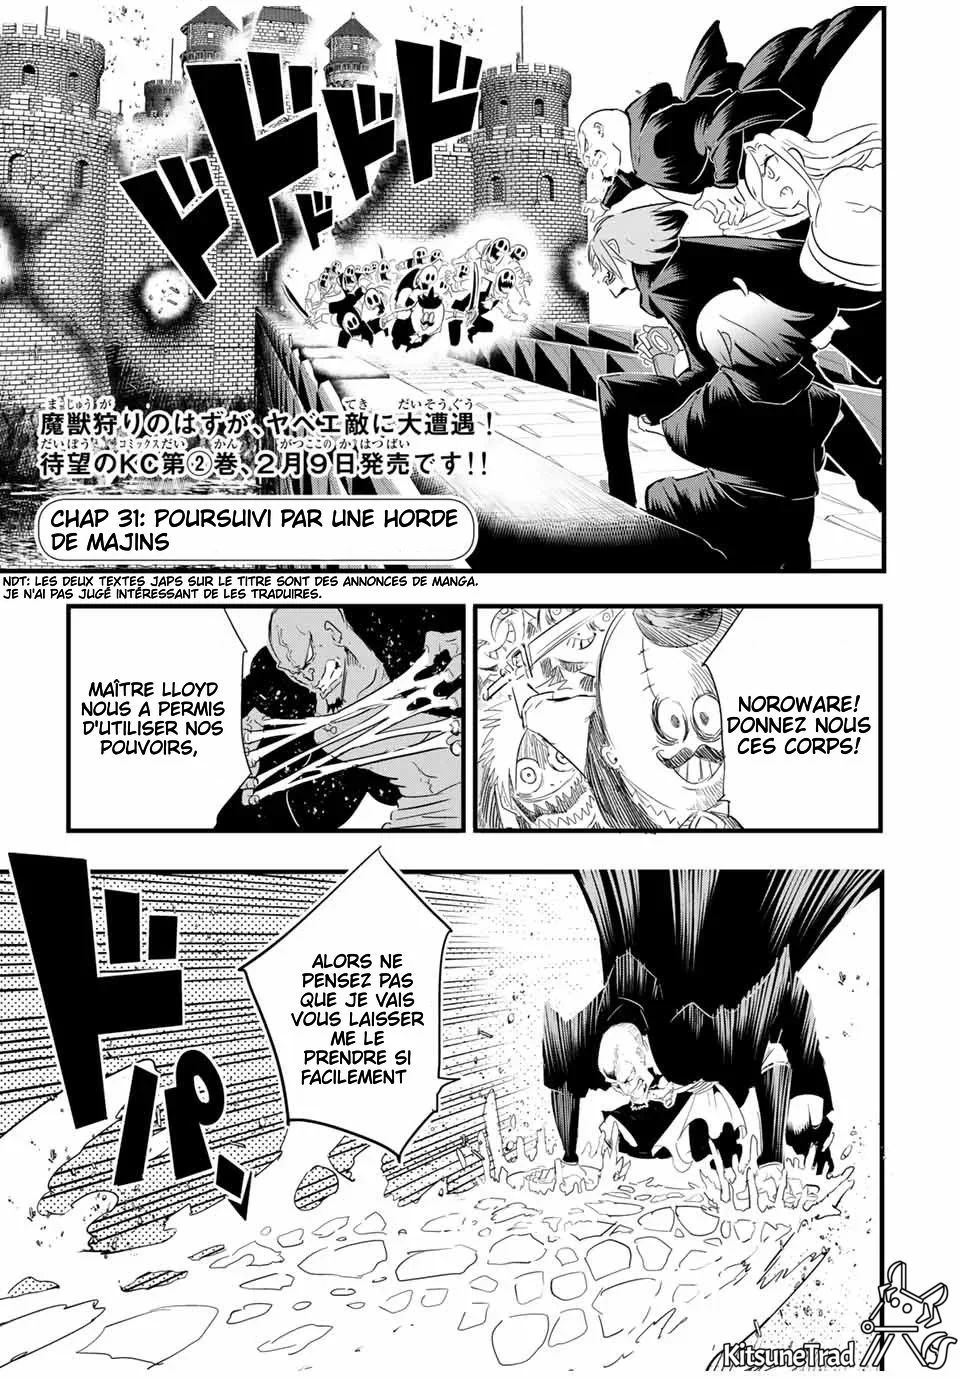 ドドドド
ドドド
魔獣狩りのはずが、ヤベエ敵に大遭遇!
待望のKC第②巻、2月9日発売です!!
CHAP 31: POURSUIVI PAR UNE HORDE
DE MAJINS
NDT: LES DEUX TEXTES JAPS SUR LE TITRE SONT DES ANNONCES DE MANGA.
JE N'AI PAS JUGÉ INTÉRESSANT DE LES TRADUIRES.
NOROWARE!
DONNEZ NOUS
CES CORPS!
MAÎTRE LLOYD
NOUS A PERMIS
D'UTILISER NOS
POUVOIRS,
ALORS NE
PENSEZ PAS
QUE JE VAIS
VOUS LAISSER
ME LE
PRENDRE SI
FACILEMENT
ドパ
KitsuneTrad